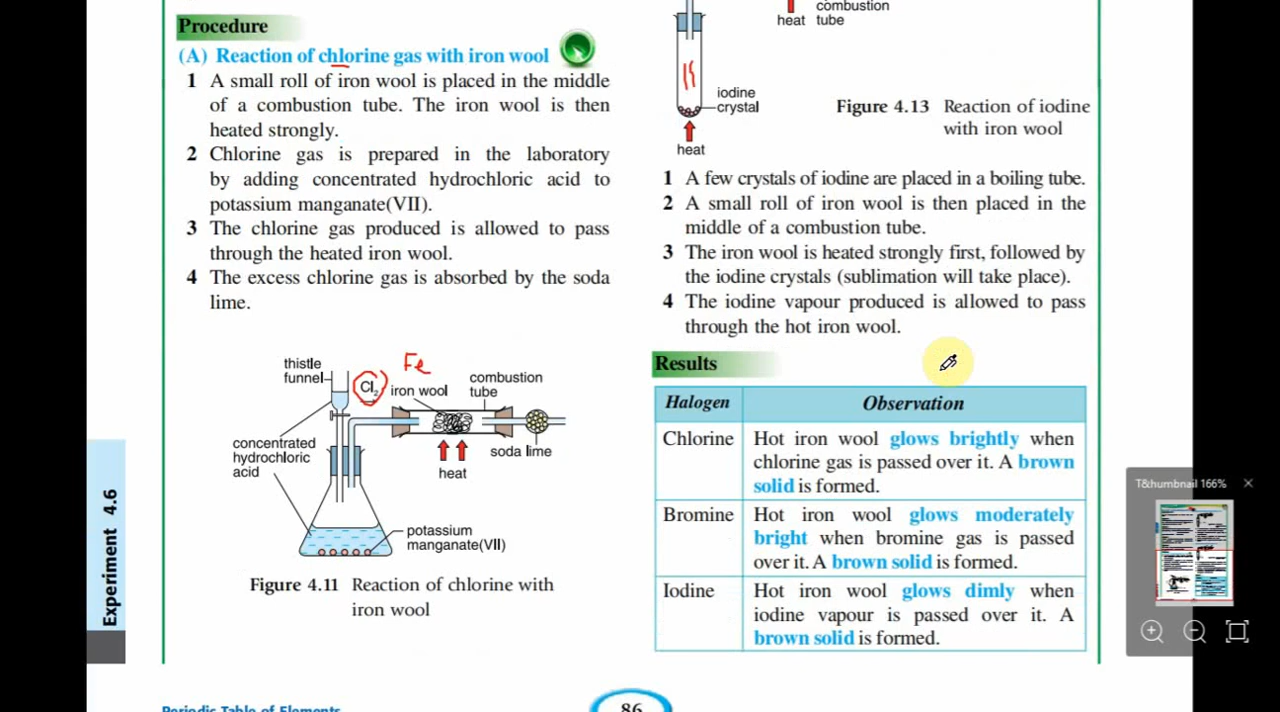 Procedure
(A) Reaction of chlorine gas with iron wool
1 A small roll of iron wool is placed in the middle
of a combustion tube. The iron wool is then
heated strongly.
2 Chlorine gas is prepared in the laboratory
by adding concentrated hydrochloric acid to
potassium manganate(VII).
3 The chlorine gas produced is allowed to pass
through the heated iron wool.
4 The excess chlorine gas is absorbed by the soda
lime.
thistle
funnel
Cl₂
Fe
iron wool
combustion
tube
concentrated
hydrochloric
acid
soda lime
heat
potassium
manganate(VII)
Figure 4.11 Reaction of chlorine with
iron wool
Experiment 4.6
combustion
tube
heat
iodine
crystal
heat
Figure 4.13 Reaction of iodine
with iron wool
1 A few crystals of iodine are placed in a boiling tube.
2 A small roll of iron wool is then placed in the
middle of a combustion tube.
3 The iron wool is heated strongly first, followed by
the iodine crystals (sublimation will take place).
4 The iodine vapour produced is allowed to pass
through the hot iron wool.
Results
Halogen Observation
Chlorine Hot iron wool glows brightly when
chlorine gas is passed over it. A brown
solid is formed.
Bromine Hot iron wool glows moderately
bright when bromine gas is passed
over it. A brown solid is formed.
Iodine Hot iron wool glows dimly when
iodine vapour is passed over it. A
brown solid is formed.
Periodic Table of Elements
86
T&humbnail 166%